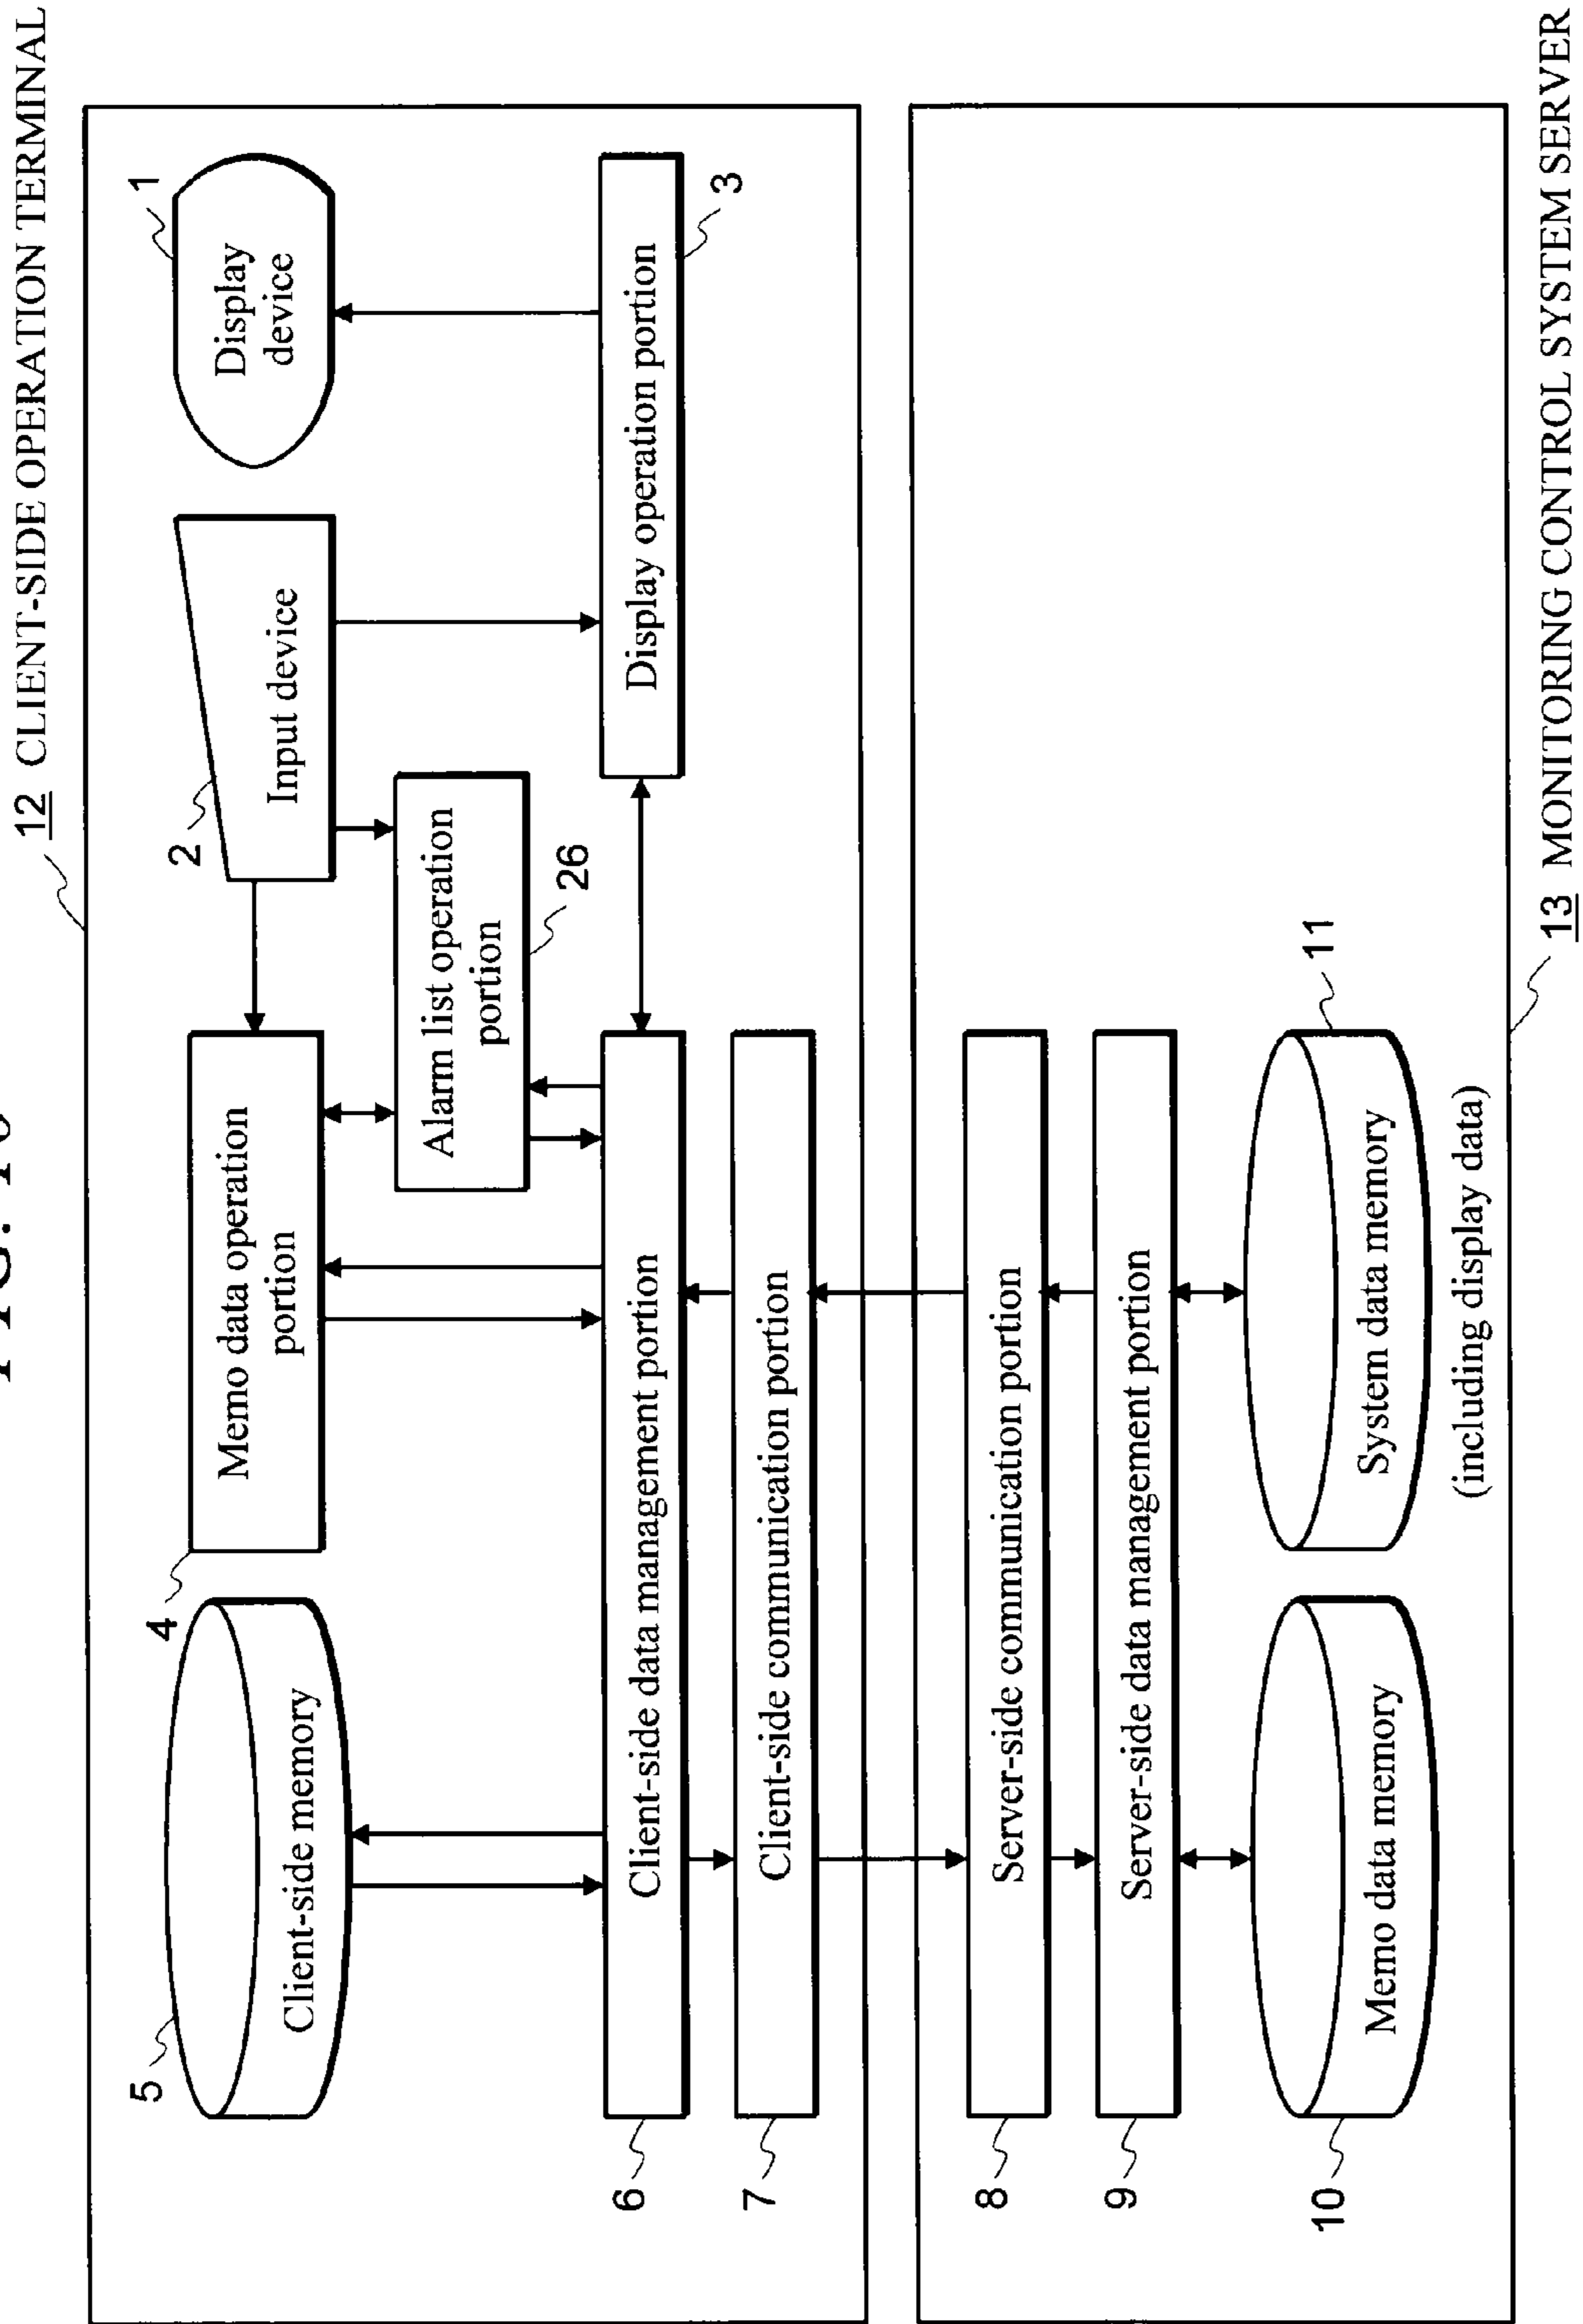 FIG.
12 CLIENT-SIDE OPERATION TERMINAL
5
Client-side memory
4
Memo data operation
portion
2
Input device
1
Display
device
Alarm list operation
portion
26
6
Client-side data management portion
Display operation portion
3
7
Client-side communication portion
8
Server-side communication portion
9
Server-side data management portion
10
Memo data memory
11
System data memory
(including display data)
13 MONITORING CONTROL SYSTEM SERVER